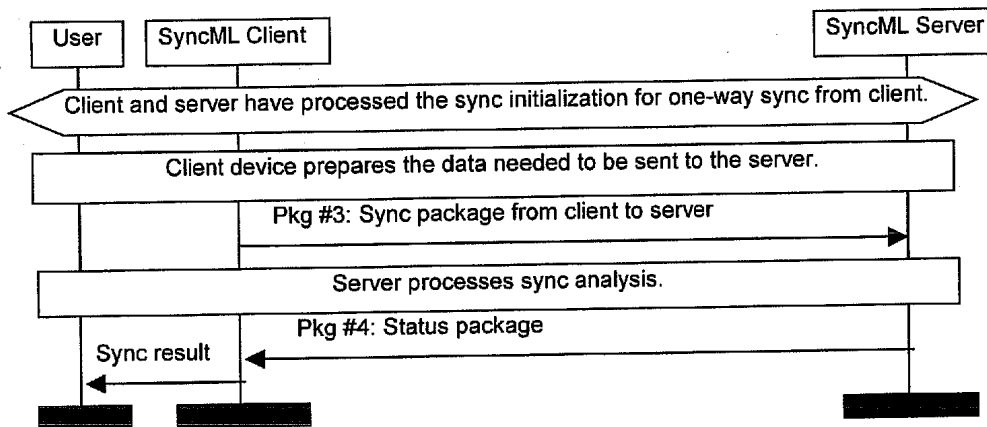 User
SyncML Client
SyncML Server
Client and server have processed the sync initialization for one-way sync from client.
Client device prepares the data needed to be sent to the server.
Pkg #3: Sync package from client to server
Server processes sync analysis.
Pkg #4: Status package
Sync result